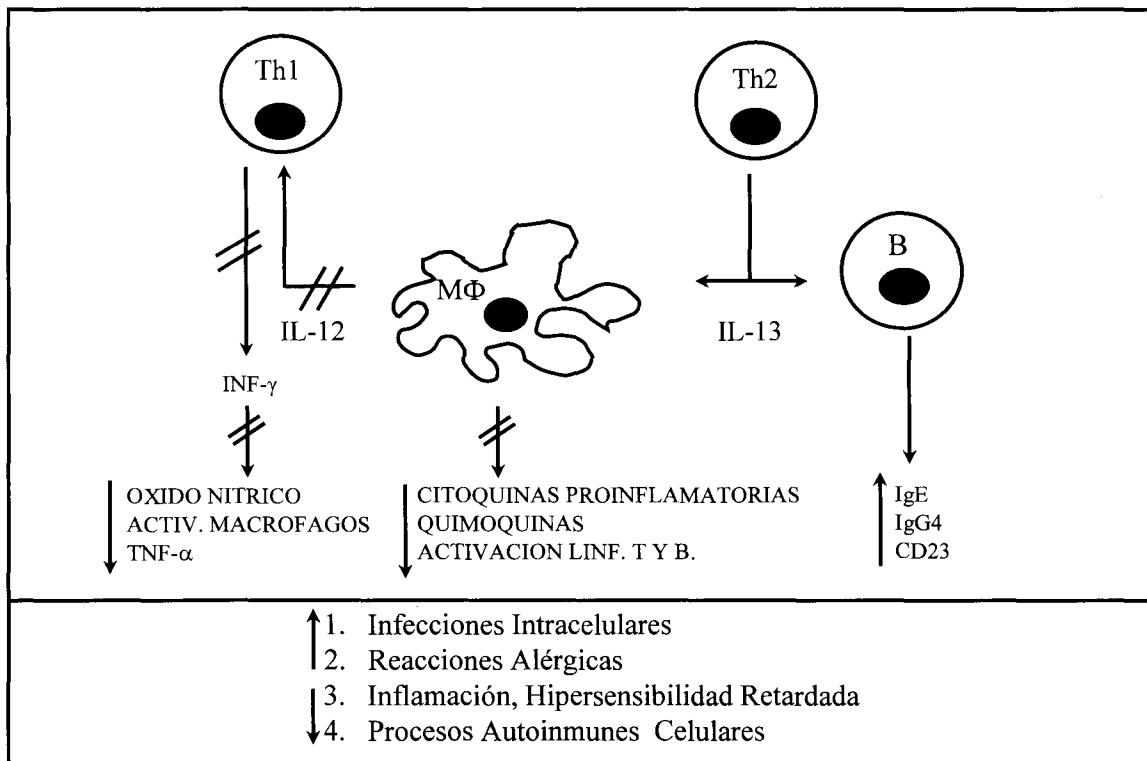 Th1
Th2
B
MΦ
IL-12
IL-13
INF-γ
OXIDO NITRICO
ACTIV. MACROFAGOS
TNF-α
CITOQUINAS PROINFLAMATORIAS
QUIMOQUINAS
ACTIVACION LINF. T Y B.
IgE
IgG4
CD23
1. Infecciones Intracelulares
2. Reacciones Alérgicas
3. Inflamación, Hipersensibilidad Retardada
4. Procesos Autoinmunes Celulares